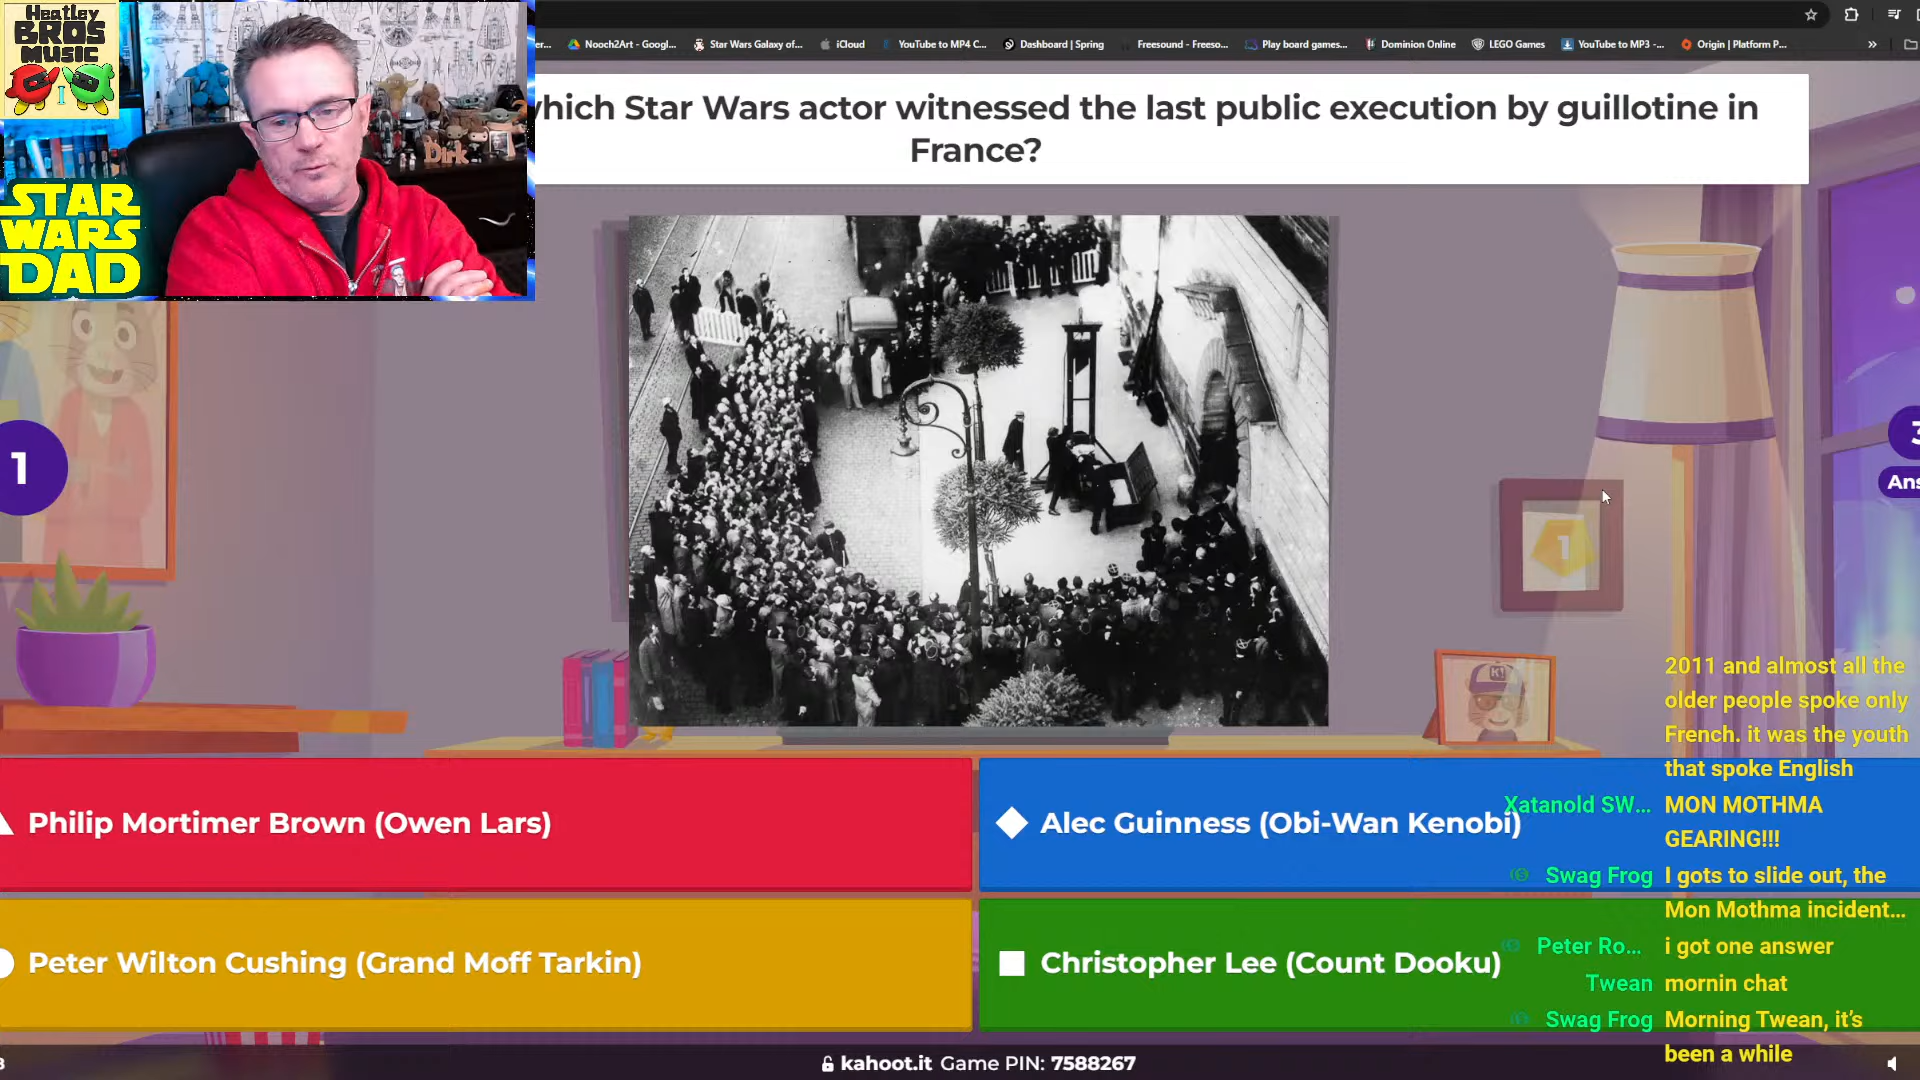 Heatley
BROS
MUSIC
I
STAR
WARS
DAD
Dirk
er...
Nooch2Art - Googl...
Star Wars Galaxy of...
iCloud
YouTube to MP4 C...
Dashboard | Spring
Freesound - Freeso...
Play board games...
Dominion Online
LEGO Games
YouTube to MP3 -...
Origin | Platform P...
which Star Wars actor witnessed the last public execution by guillotine in
France?
1
3
Ans
1
K!
Philip Mortimer Brown (Owen Lars)
Alec Guinness (Obi-Wan Kenobi)
Peter Wilton Cushing (Grand Moff Tarkin)
Christopher Lee (Count Dooku)
2011 and almost all the
older people spoke only
French. it was the youth
that spoke English
Xatanold SW... MON MOTHMA
GEARING!!!
Swag Frog I gots to slide out, the
Mon Mothma incident...
Peter Ro... i got one answer
Twean mornin chat
Swag Frog Morning Twean, it's
been a while
kahoot.it Game PIN: 7588267